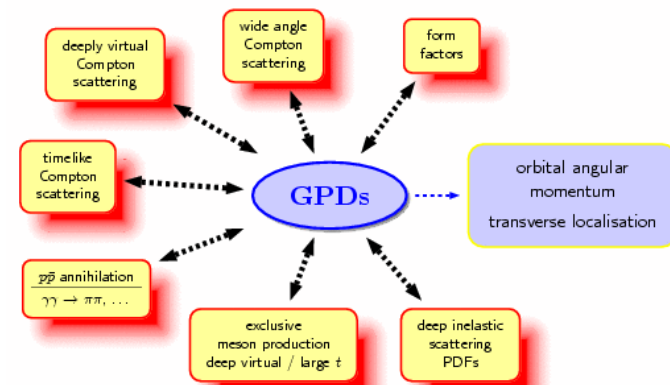 deeply virtual
Compton
scattering
wide angle
Compton
scattering
form
factors
timelike
Compton
scattering
GPDs
orbital angular
momentum
transverse localisation
pp̄ annihilation
γγ → ππ, ...
exclusive
meson production
deep virtual / large t
deep inelastic
scattering
PDFs